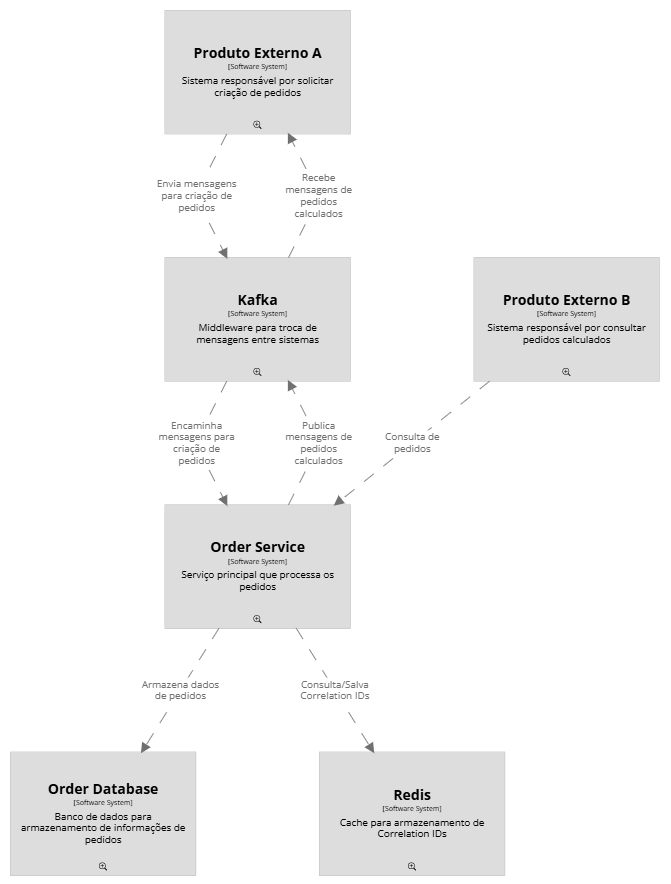 Produto Externo A
[Software System]
Sistema responsável por solicitar
criação de pedidos
Envia mensagens
para criação de
pedidos
Recebe
mensagens de
pedidos
calculados
Kafka
[Software System]
Middleware para troca de
mensagens entre sistemas
Produto Externo B
[Software System]
Sistema responsável por consultar
pedidos calculados
Encaminha
mensagens para
criação de
pedidos
Publica
mensagens de
pedidos
calculados
Consulta de
pedidos
Order Service
[Software System]
Serviço principal que processa os
pedidos
Armazena dados
de pedidos
Consulta/Salva
Correlation IDs
Order Database
[Software System]
Banco de dados para
armazenamento de informações de
pedidos
Redis
[Software System]
Cache para armazenamento de
Correlation IDs